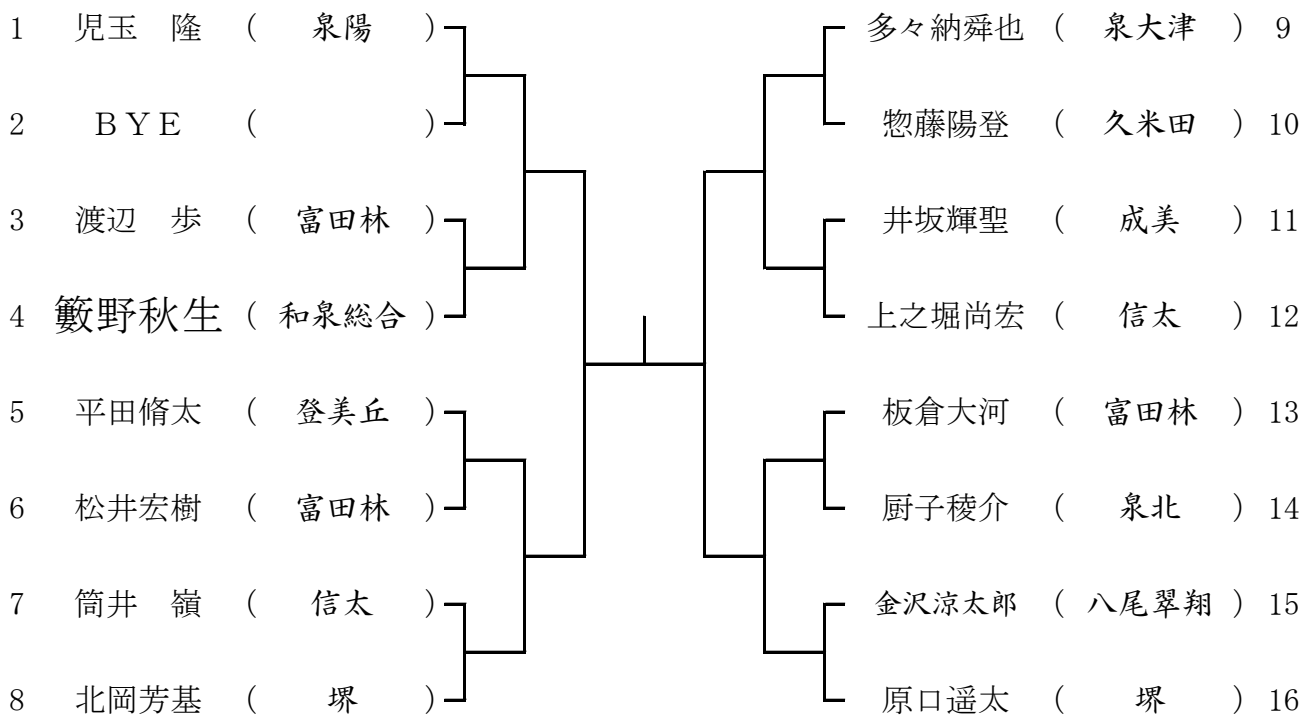 1 児玉 隆 ( 泉陽 )
2 BYE ( )
3 渡辺 歩 ( 富田林 )
4 籔野秋生 ( 和泉総合 )
5 平田脩太 ( 登美丘 )
6 松井宏樹 ( 富田林 )
7 筒井 嶺 ( 信太 )
8 北岡芳基 ( 堺 )
多々納舜也 ( 泉大津 ) 9
惣藤陽登 ( 久米田 ) 10
井坂輝聖 ( 成美 ) 11
上之堀尚宏 ( 信太 ) 12
板倉大河 ( 富田林 ) 13
厨子稜介 ( 泉北 ) 14
金沢涼太郎 ( 八尾翠翔 ) 15
原口遥太 ( 堺 ) 16